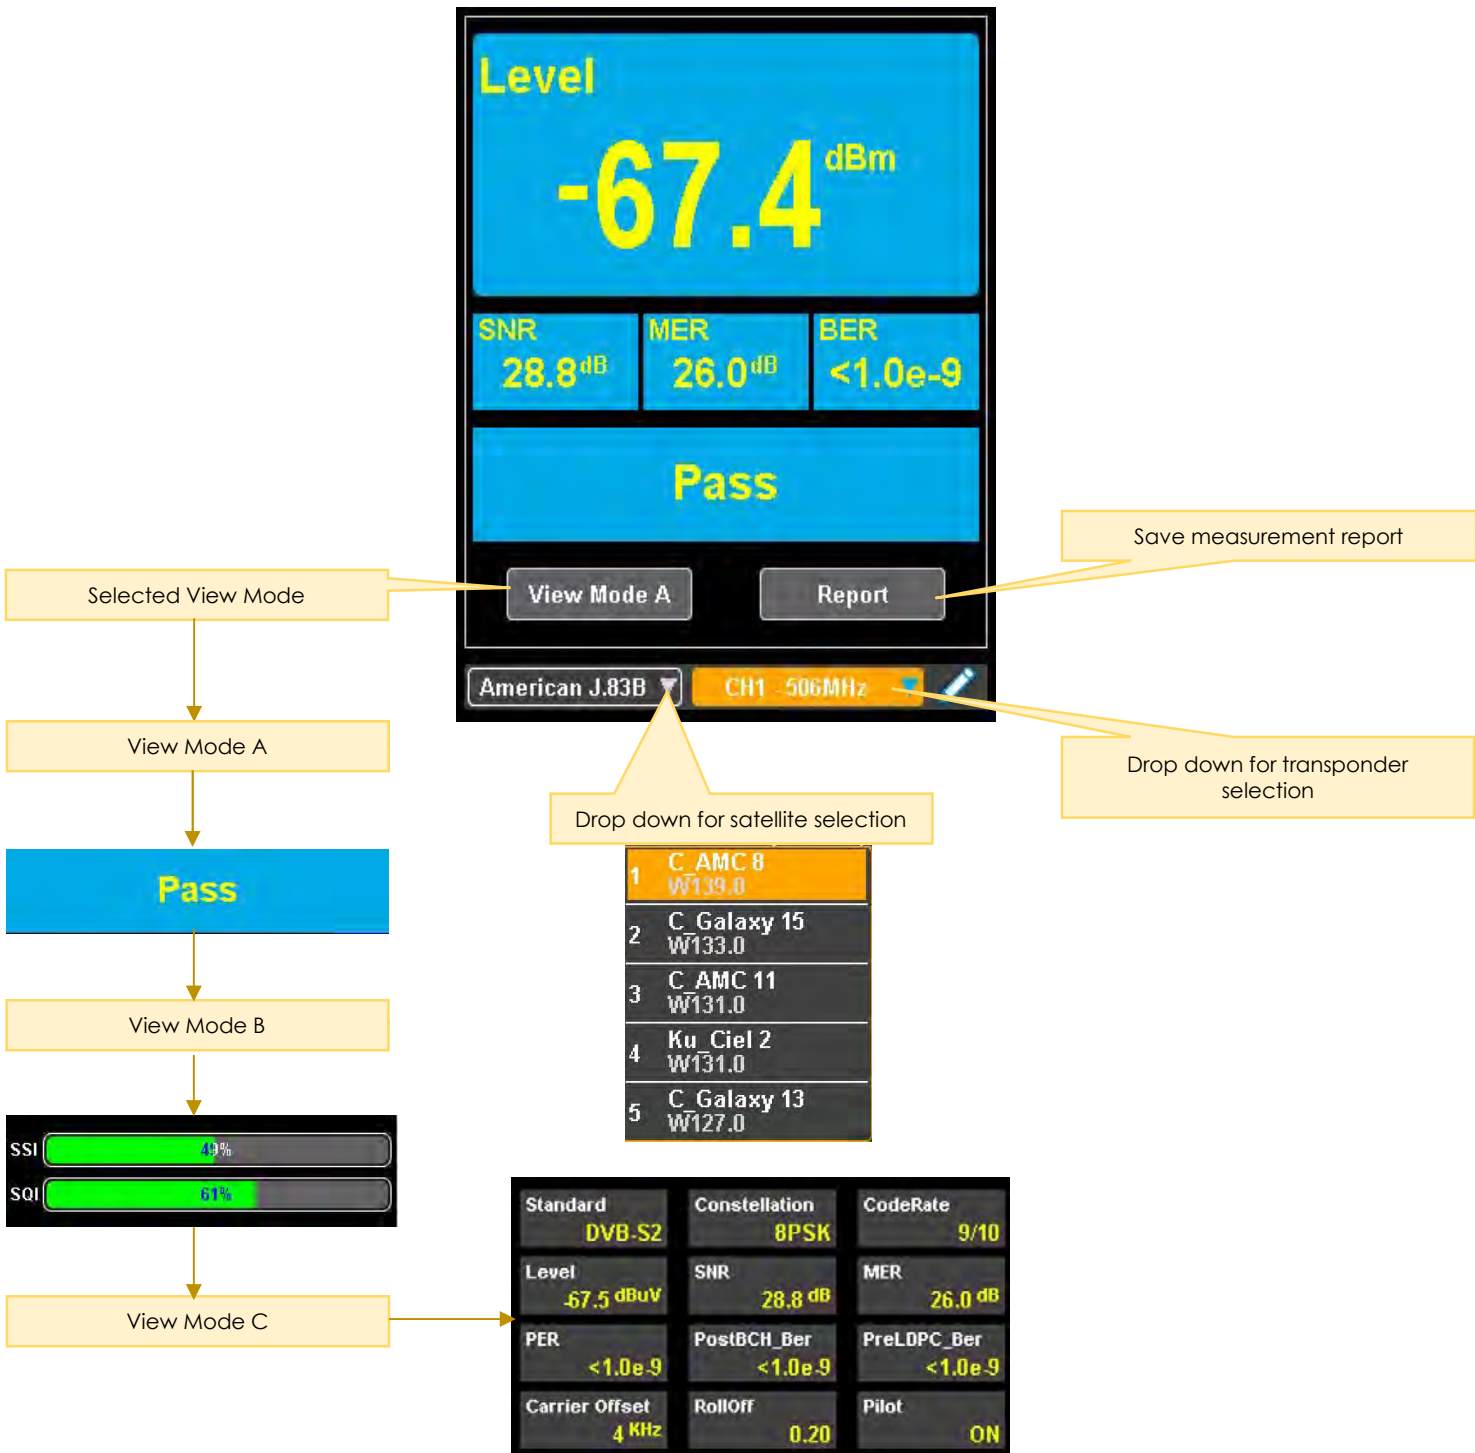 Level
-67.4 dBm
SNR
28.8 dB
MER
26.0 dB
BER
<1.0e-9
Pass
View Mode A
Report
American J.83B
CH1 - 506MHz
Save measurement report
Selected View Mode
Drop down for transponder
selection
Drop down for satellite selection
View Mode A
Pass
View Mode B
SSI
49%
SQI
61%
View Mode C
1
C_AMC 8
W139.0
2
C_Galaxy 15
W133.0
3
C_AMC 11
W131.0
4
Ku_Ciel 2
W131.0
5
C_Galaxy 13
W127.0
Standard
DVB-S2
Constellation
8PSK
CodeRate
9/10
Level
-67.5 dBuV
SNR
28.8 dB
MER
26.0 dB
PER
<1.0e-9
PostBCH_Ber
<1.0e-9
PreLDPC_Ber
<1.0e-9
Carrier Offset
4 KHz
RollOff
0.20
Pilot
ON